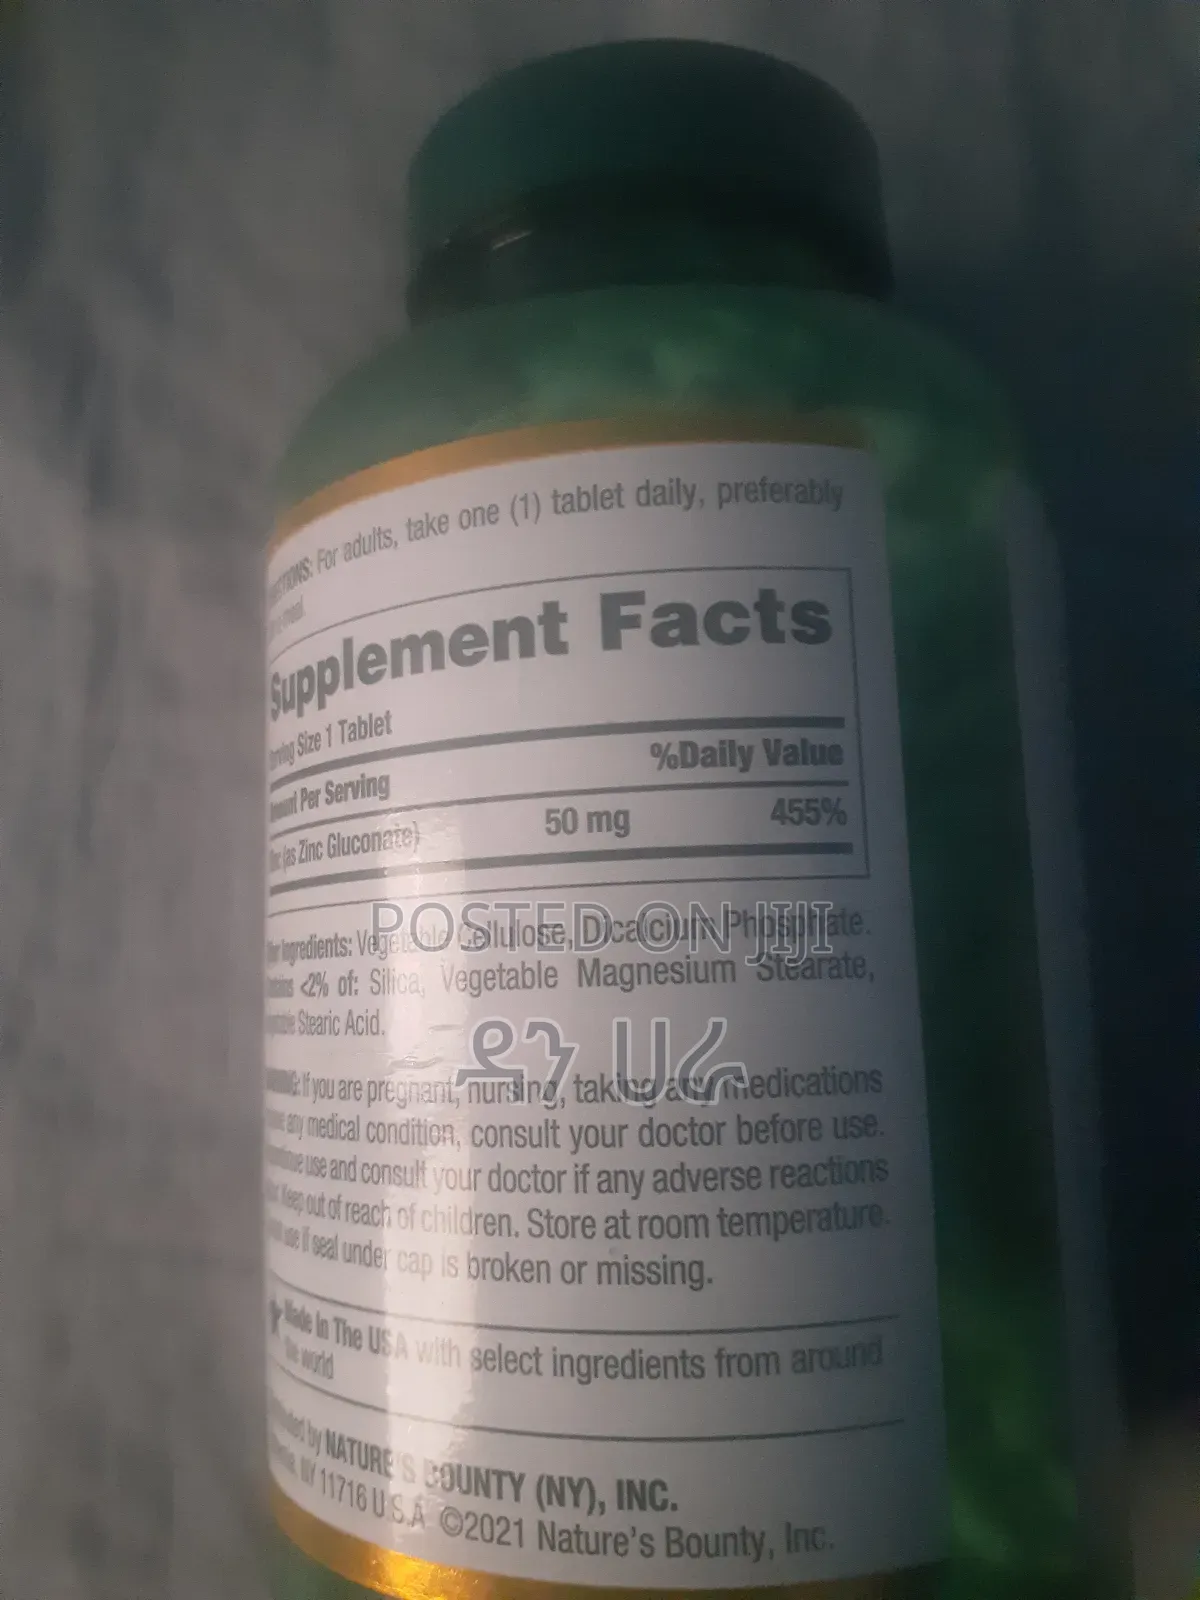 For adults, take one (1) tablet daily, preferably
Supplement Facts
Serving Size 1 Tablet
%Daily Value
Amount Per Serving
(as Zinc Gluconate) 50 mg 455%
Ingredients: Vegetable Cellulose, Dicalcium Phosphate.
<2% of: Silica, Vegetable Magnesium Stearate,
Stearic Acid.
POSTED ON JIJI
ደን ሀራ
If you are pregnant, nursing, taking any medications
any medical condition, consult your doctor before use.
use and consult your doctor if any adverse reactions
Keep out of reach of children. Store at room temperature.
use if seal under cap is broken or missing.
Made In The USA with select ingredients from around
the world
by NATURE'S BOUNTY (NY), INC.
NY 11716 U.S.A ©2021 Nature's Bounty, Inc.